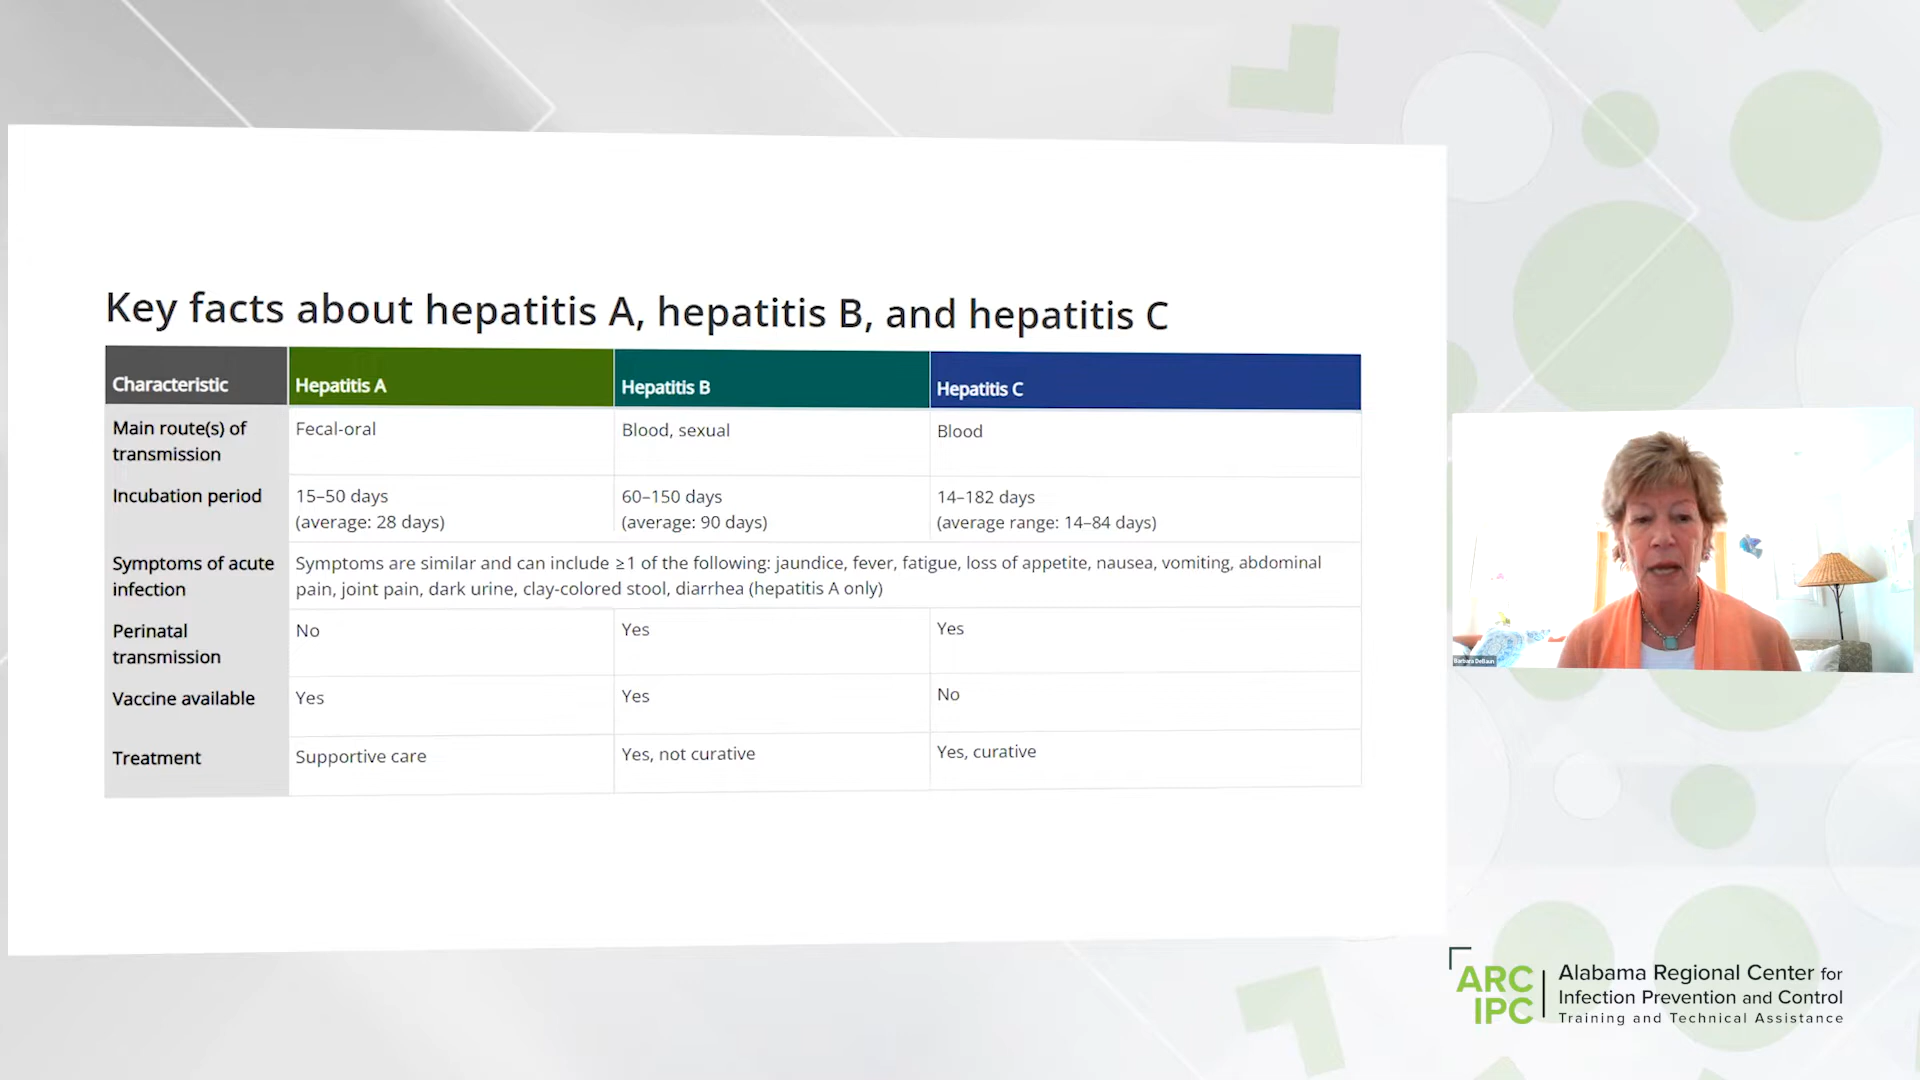 Key facts about hepatitis A, hepatitis B, and hepatitis C
Characteristic
Hepatitis A
Hepatitis B
Hepatitis C
Main route(s) of
transmission
Fecal-oral
Blood, sexual
Blood
Incubation period
15–50 days
(average: 28 days)
60–150 days
(average: 90 days)
14–182 days
(average range: 14–84 days)
Symptoms of acute
infection
Symptoms are similar and can include ≥1 of the following: jaundice, fever, fatigue, loss of appetite, nausea, vomiting, abdominal
pain, joint pain, dark urine, clay-colored stool, diarrhea (hepatitis A only)
Perinatal
transmission
No
Yes
Yes
Vaccine available
Yes
Yes
No
Treatment
Supportive care
Yes, not curative
Yes, curative
Barbara DeBaun
ARC
IPC
Alabama Regional Center for
Infection Prevention and Control
Training and Technical Assistance